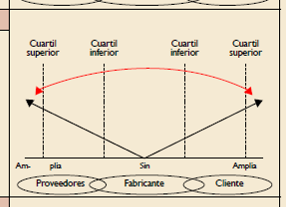 Cuartil superior
Cuartil inferior
Cuartil inferior
Cuartil superior
Am- plia
Sin
Amplia
Proveedores
Fabricante
Cliente